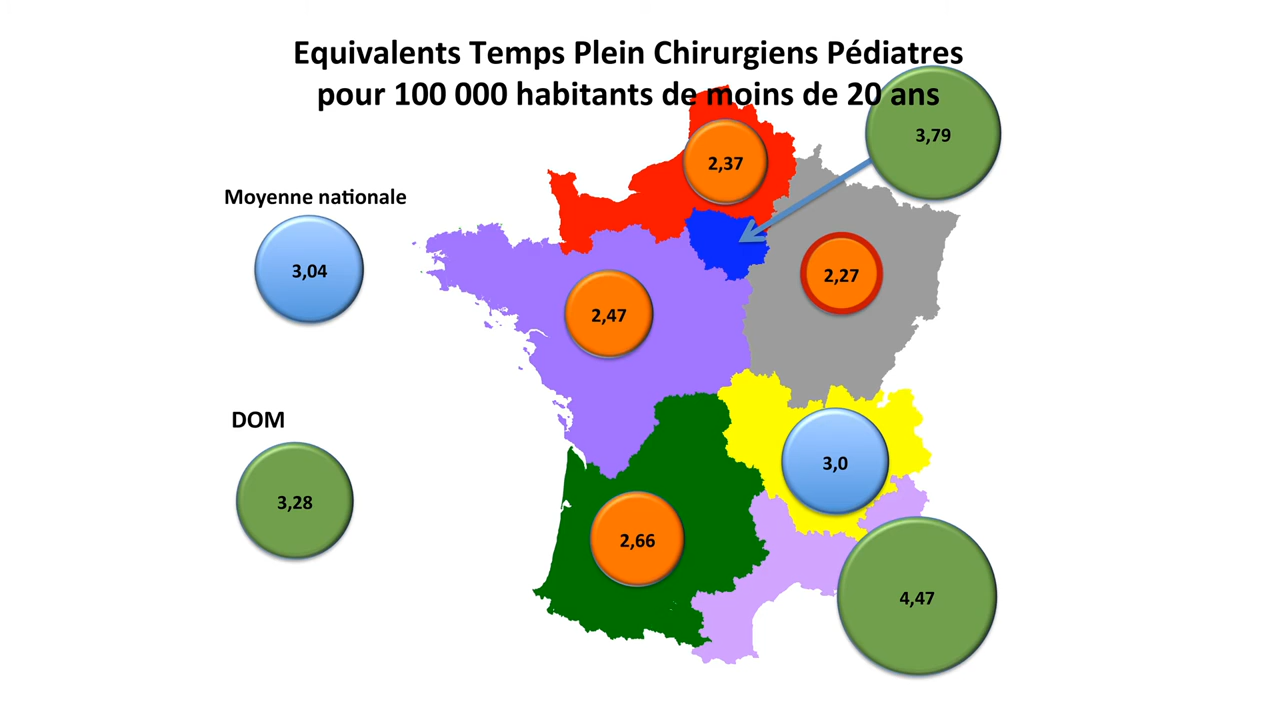 Equivalents Temps Plein Chirurgiens Pédiatres
pour 100 000 habitants de moins de 20 ans
3,79
2,37
Moyenne nationale
3,04
2,27
2,47
DOM
3,0
3,28
2,66
4,47